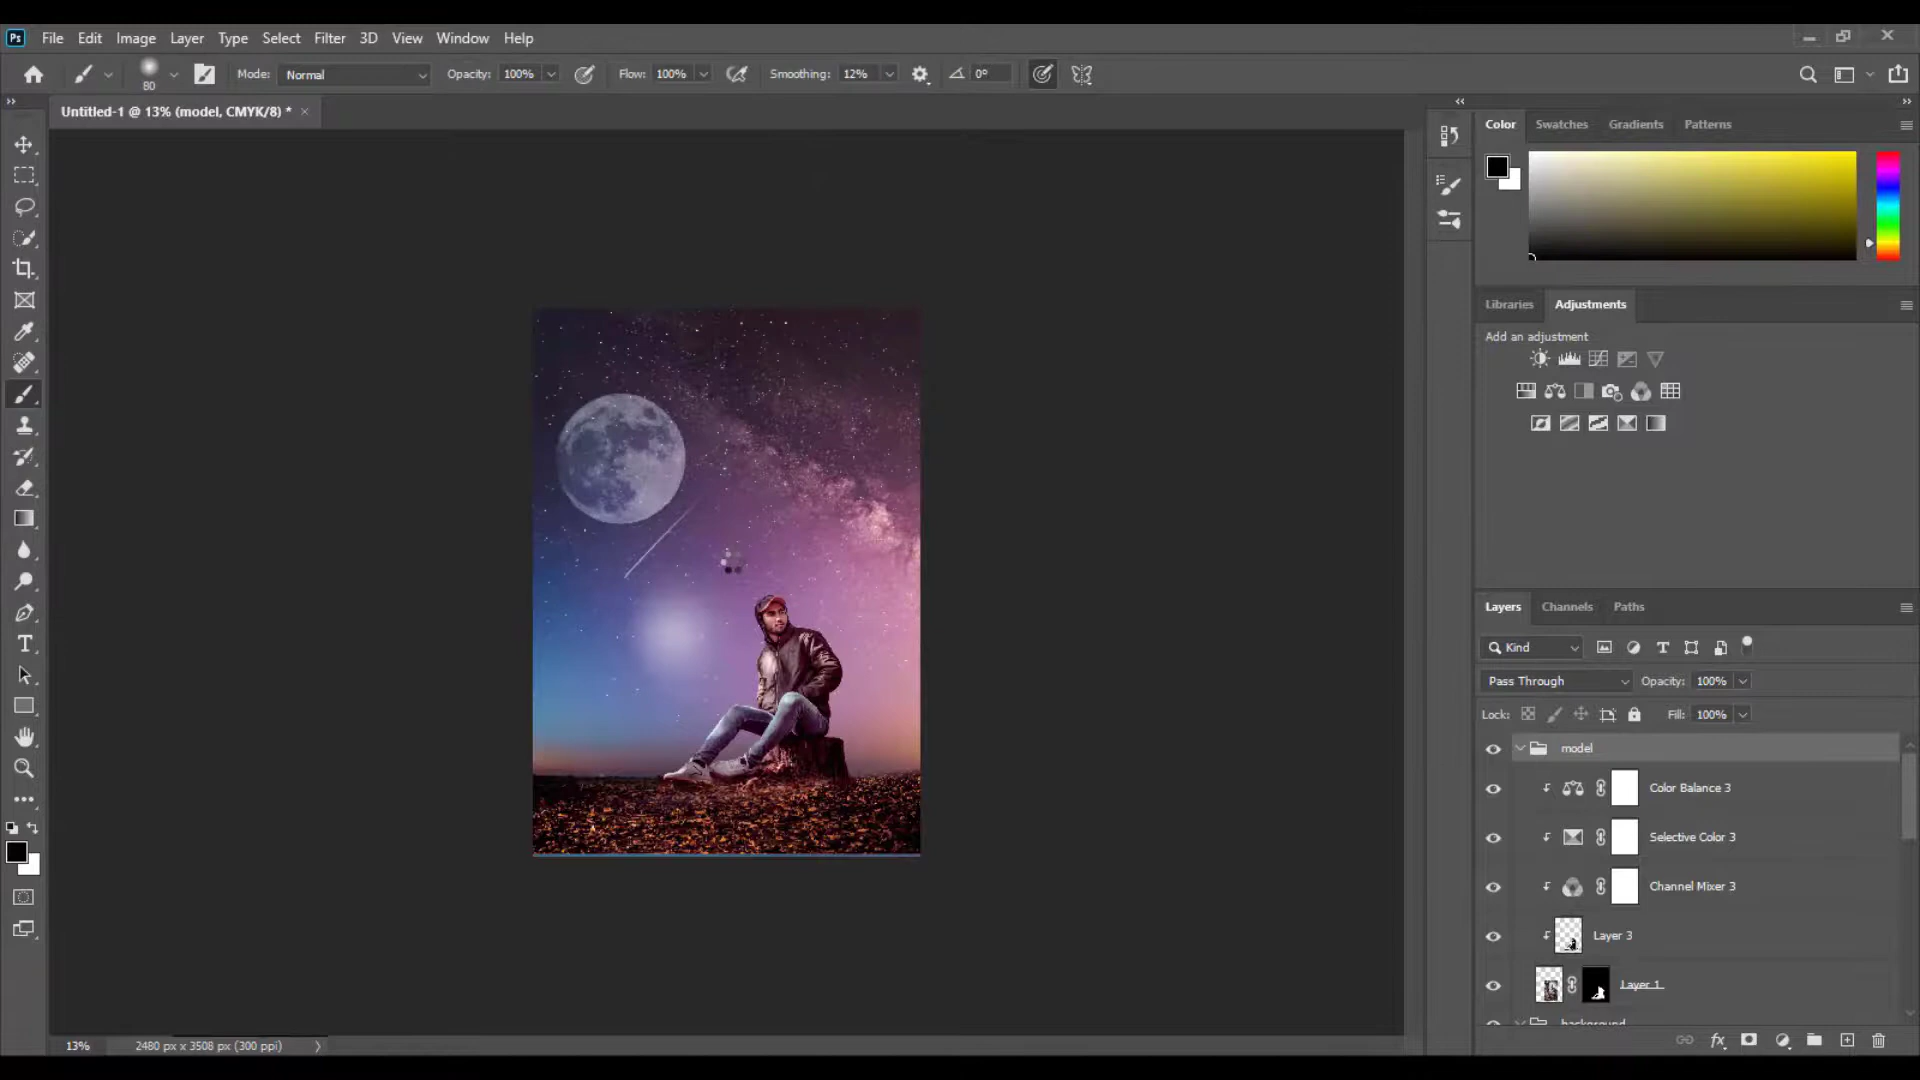 Ps File Edit Image Layer Type Select Filter 3D View Window Help
80 Mode: Normal Opacity: 100% Flow: 100% Smoothing: 12% 0°
Untitled-1 @ 13% (model, CMYK/8) * ×
Color Swatches Gradients Patterns
Libraries Adjustments
Add an adjustment
Layers Channels Paths
Kind
Pass Through Opacity: 100%
Lock: Fill: 100%
model
Color Balance 3
Selective Color 3
Channel Mixer 3
Layer 3
Layer 1
background
fx
13% 2480 px x 3508 px (300 ppi)